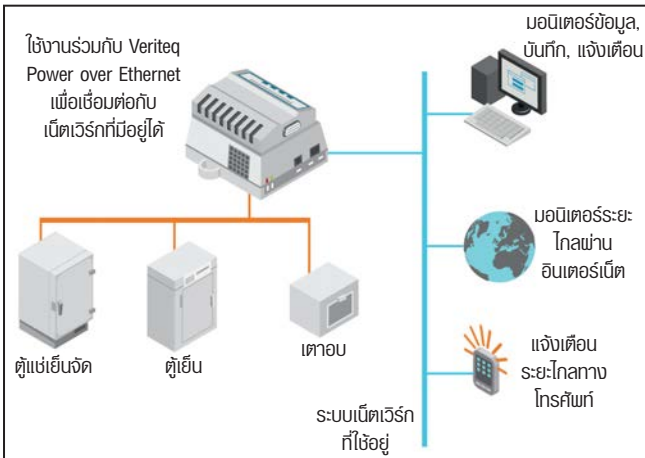 ใช้งานร่วมกับ Veriteq
Power over Ethernet
เพื่อเชื่อมต่อกับ
เน็ตเวิร์กที่มีอยู่ได้
มอนิเตอร์ข้อมูล,
บันทึก, แจ้งเตือน
มอนิเตอร์ระยะ
ไกลผ่าน
อินเตอร์เน็ต
ตู้แช่เย็นจัด
ตู้เย็น
เตาอบ
แจ้งเตือน
ระยะไกลทาง
โทรศัพท์
ระบบเน็ตเวิร์ก
ที่ใช้อยู่